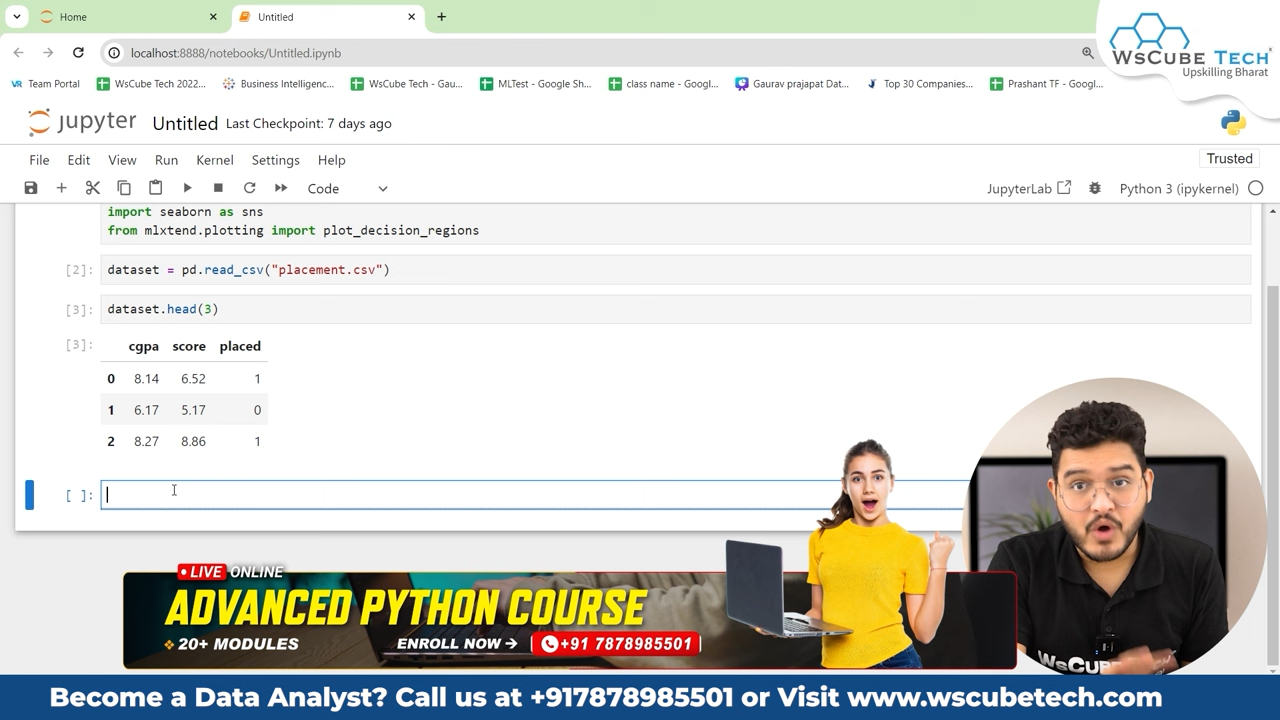 Home
Untitled
WsCube Tech
Upskilling Bharat
localhost:8888/notebooks/Untitled.ipynb
Team Portal
WsCube Tech 2022...
Business Intelligenc...
WsCube Tech - Gau...
MLTest - Google Sh...
class name - Googl...
Gaurav prajapat Dat...
Top 30 Companies...
Prashant TF - Googl...
jupyter Untitled Last Checkpoint: 7 days ago
File Edit View Run Kernel Settings Help
Trusted
Code
JupyterLab
Python 3 (ipykernel)
import seaborn as sns
from mlxtend.plotting import plot_decision_regions
[2]: dataset = pd.read_csv("placement.csv")
[3]: dataset.head(3)
[3]: cgpa score placed
0 8.14 6.52 1
1 6.17 5.17 0
2 8.27 8.86 1
[ ]:
LIVE ONLINE
ADVANCED PYTHON COURSE
20+ MODULES ENROLL NOW → +91 7878985501
WsCube
Become a Data Analyst? Call us at +917878985501 or Visit www.wscubetech.com